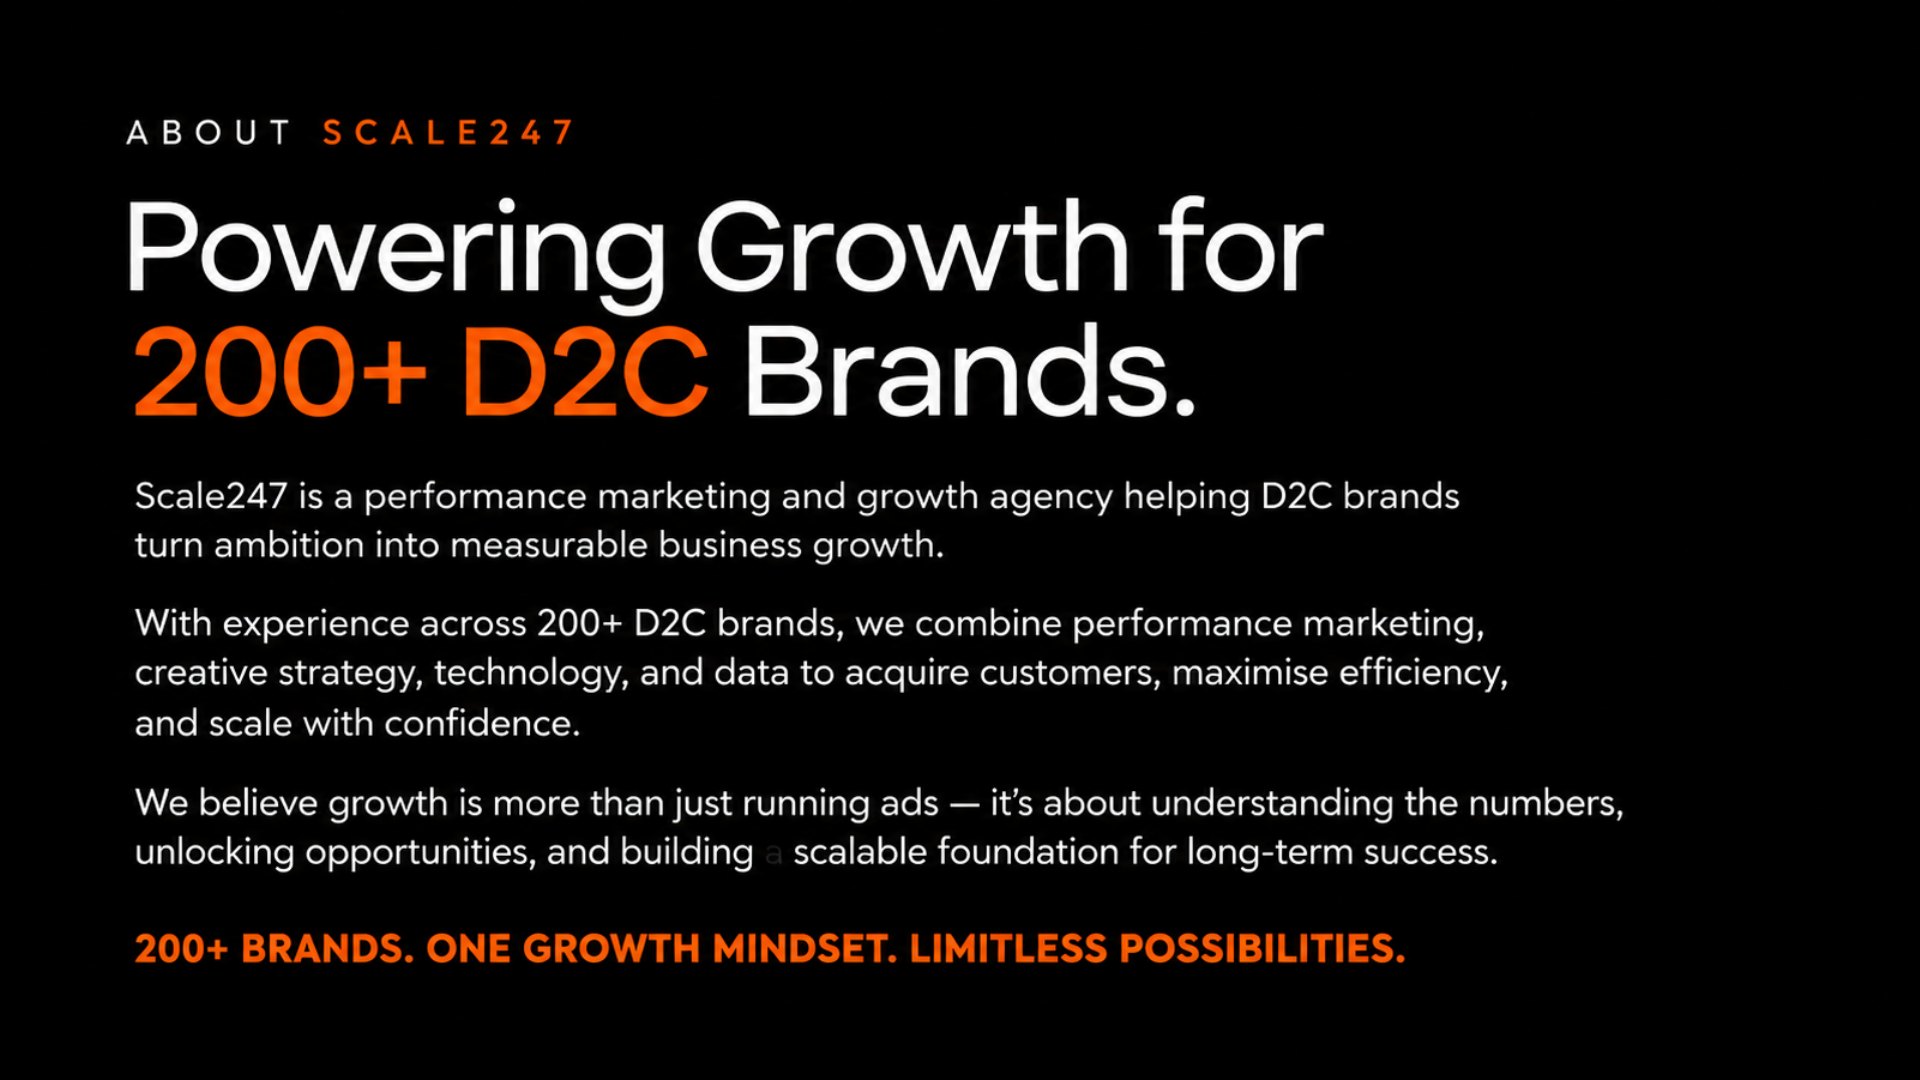 ABOUT SCALE247
Powering Growth for
200+ D2C Brands.
Scale247 is a performance marketing and growth agency helping D2C brands
turn ambition into measurable business growth.
With experience across 200+ D2C brands, we combine performance marketing,
creative strategy, technology, and data to acquire customers, maximise efficiency,
and scale with confidence.
We believe growth is more than just running ads — it’s about understanding the numbers,
unlocking opportunities, and building a scalable foundation for long-term success.
200+ BRANDS. ONE GROWTH MINDSET. LIMITLESS POSSIBILITIES.